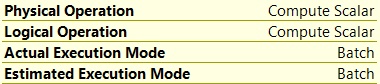 Physical Operation Compute Scalar
Logical Operation Compute Scalar
Actual Execution Mode Batch
Estimated Execution Mode Batch